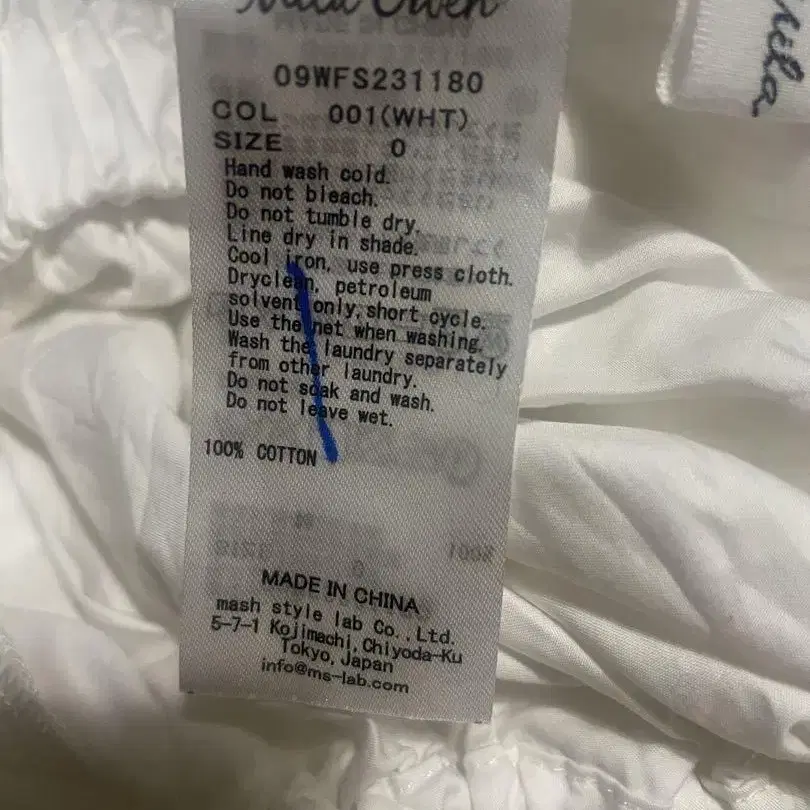 Mila Owen
09WFS231180
COL 001(WHT)
SIZE 0
Hand wash cold.
Do not bleach.
Do not tumble dry.
Line dry in shade.
Cool iron, use press cloth.
Dryclean, petroleum
solvent only, short cycle.
Use the net when washing.
Wash the laundry separately
from other laundry.
Do not soak and wash.
Do not leave wet.
100% COTTON
MADE IN CHINA
mash style lab Co.,Ltd.
5-7-1 Kojimachi,Chiyoda-Ku
Tokyo,Japan
info@ms-lab.com
Mila